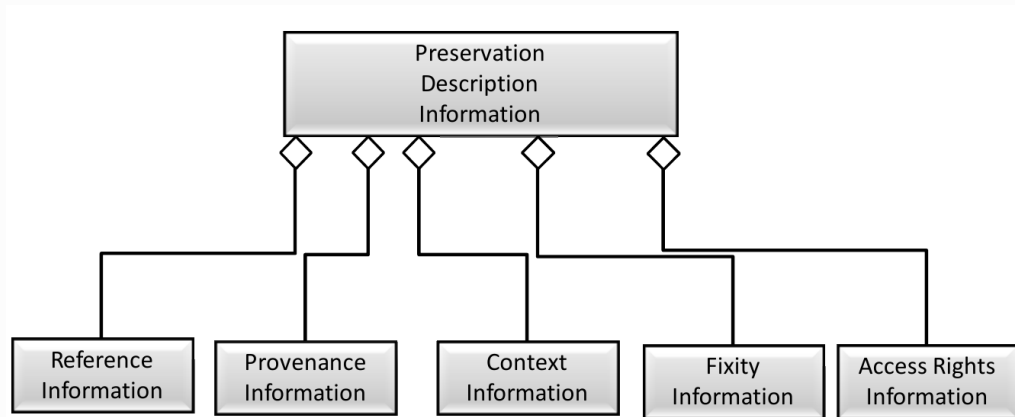 Preservation
Description
Information
Reference
Information
Provenance
Information
Context
Information
Fixity
Information
Access Rights
Information